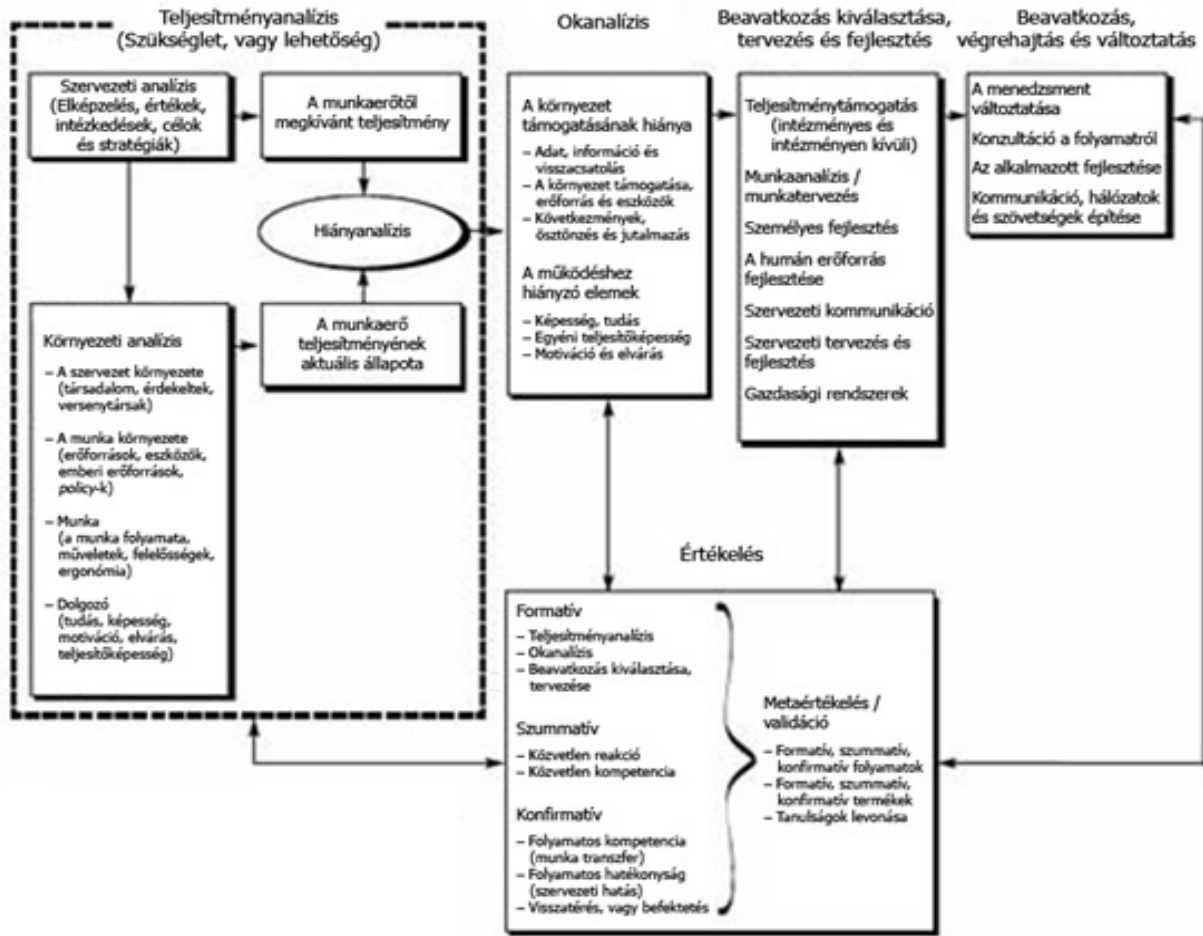 Teljesítményanalízis
(Szükséglet, vagy lehetőség)
Szervezeti analízis
(Elképzelés, értékek,
intézkedések, célok
és stratégiák)
A munkaerőtől
megkívánt teljesítmény
Hiányanalízis
Környezeti analízis
– A szervezet környezete
(társadalom, érdekeltek,
versenytársak)
– A munka környezete
(erőforrások, eszközök,
emberi erőforrások,
policy-k)
– Munka
(a munka folyamata,
műveletek, felelősségek,
ergonómia)
– Dolgozó
(tudás, képesség,
motiváció, elvárás,
teljesítőképesség)
A munkaerő
teljesítményének
aktuális állapota
Okanalízis
A környezet
támogatásának hiánya
– Adat, információ és
visszacsatolás
– A környezet támogatása,
erőforrás és eszközök
– Következmények,
ösztönzés és jutalmazás
A működéshez
hiányzó elemek
– Képesség, tudás
– Egyéni teljesítőképesség
– Motiváció és elvárás
Beavatkozás kiválasztása,
tervezés és fejlesztés
Teljesítménytámogatás
(intézményes és
intézményen kívüli)
Munkaanalízis /
munkatervezés
Személyes fejlesztés
A humán erőforrás
fejlesztése
Szervezeti kommunikáció
Szervezeti tervezés és
fejlesztés
Gazdasági rendszerek
Beavatkozás,
végrehajtás és változtatás
A menedzsment
változtatása
Konzultáció a folyamatról
Az alkalmazott fejlesztése
Kommunikáció, hálózatok
és szövetségek építése
Értékelés
Formatív
– Teljesítményanalízis
– Okanalízis
– Beavatkozás kiválasztása,
tervezése
Szummatív
– Közvetlen reakció
– Közvetlen kompetencia
Konfirmatív
– Folyamatos kompetencia
(munka transzfer)
– Folyamatos hatékonyság
(szervezeti hatás)
– Visszatérés, vagy befektetés
Metaértékelés /
validáció
– Formatív, szummatív,
konfirmatív folyamatok
– Formatív, szummatív,
konfirmatív termékek
– Tanulságok levonása